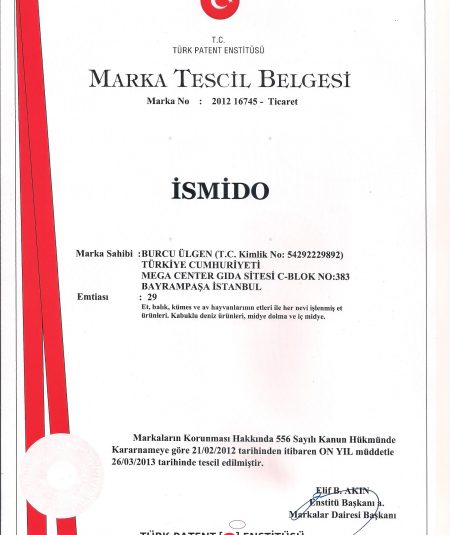 T.C.
TÜRK PATENT ENSTİTÜSÜ
MARKA TESCİL BELGESİ
Marka No : 2012 16745 - Ticaret
İSMİDO
Marka Sahibi :BURCU ÜLGEN (T.C. Kimlik No: 54292229892)
TÜRKİYE CUMHURİYETİ
MEGA CENTER GIDA SİTESİ C-BLOK NO:383
BAYRAMPAŞA İSTANBUL
Emtiası : 29
Et, balık, kümes ve av hayvanlarının etleri ile her nevi işlenmiş et
ürünleri. Kabuklu deniz ürünleri, midye dolma ve iç midye.
Markaların Korunması Hakkında 556 Sayılı Kanun Hükmünde
Kararnameye göre 21/02/2012 tarihinden itibaren ON YIL müddetle
26/03/2013 tarihinde tescil edilmiştir.
Elif B. AKIN
Enstitü Başkanı a.
Markalar Dairesi Başkanı
TÜRK PATENT ENSTİTÜSÜ